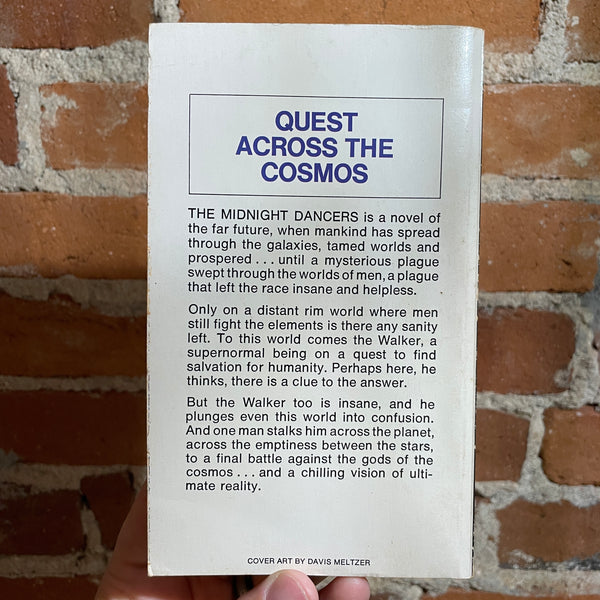 QUEST
ACROSS THE
COSMOS
THE MIDNIGHT DANCERS is a novel of
the far future, when mankind has spread
through the galaxies, tamed worlds and
prospered . . . until a mysterious plague
swept through the worlds of men, a plague
that left the race insane and helpless.
Only on a distant rim world where men
still fight the elements is there any sanity
left. To this world comes the Walker, a
supernormal being on a quest to find
salvation for humanity. Perhaps here, he
thinks, there is a clue to the answer.
But the Walker too is insane, and he
plunges even this world into confusion.
And one man stalks him across the planet,
across the emptiness between the stars,
to a final battle against the gods of the
cosmos . . . and a chilling vision of ulti-
mate reality.
COVER ART BY DAVIS MELTZER